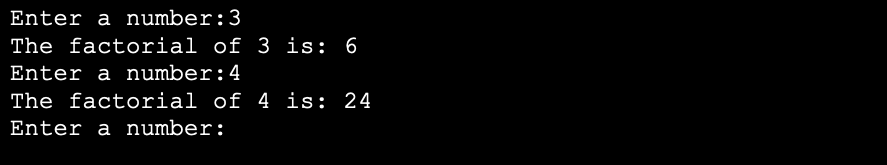 Enter a number:3
The factorial of 3 is: 6
Enter a number:4
The factorial of 4 is: 24
Enter a number: